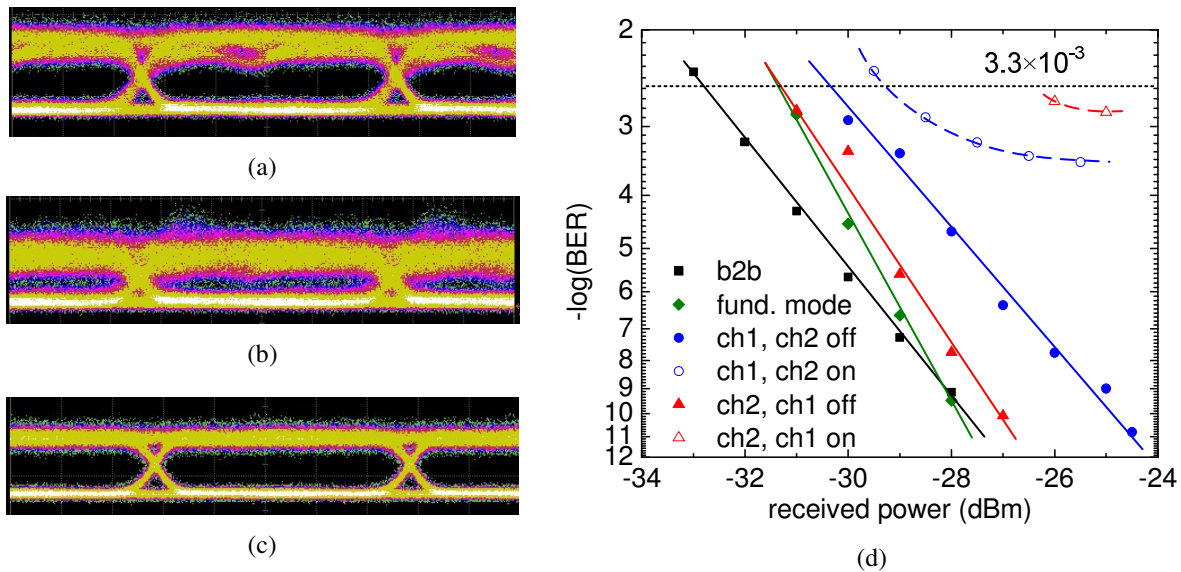 (a)
(b)
(c)
2
3
4
5
6
7
8
9
10
11
12
-log(BER)
3.3×10⁻³
b2b
fund. mode
ch1, ch2 off
ch1, ch2 on
ch2, ch1 off
ch2, ch1 on
-34 -32 -30 -28 -26 -24
received power (dBm)
(d)